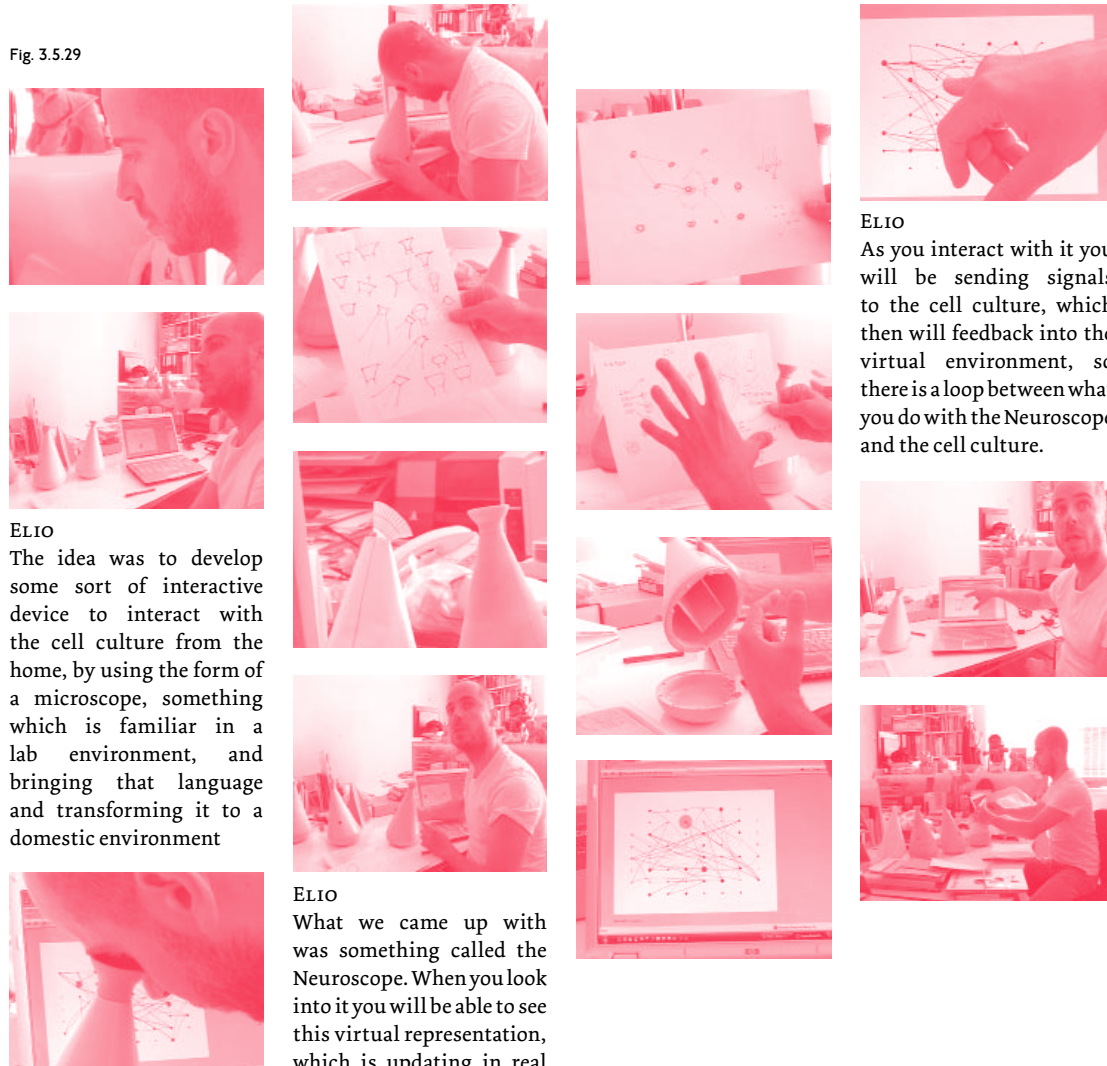 Fig. 3.5.29
ELIO
The idea was to develop
some sort of interactive
device to interact with
the cell culture from the
home, by using the form of
a microscope, something
which is familiar in a
lab environment, and
bringing that language
and transforming it to a
domestic environment
ELIO
What we came up with
was something called the
Neuroscope. When you look
into it you will be able to see
this virtual representation,
which is updating in real
ELIO
As you interact with it you
will be sending signals
to the cell culture, which
then will feedback into the
virtual environment, so
there is a loop between what
you do with the Neuroscope
and the cell culture.